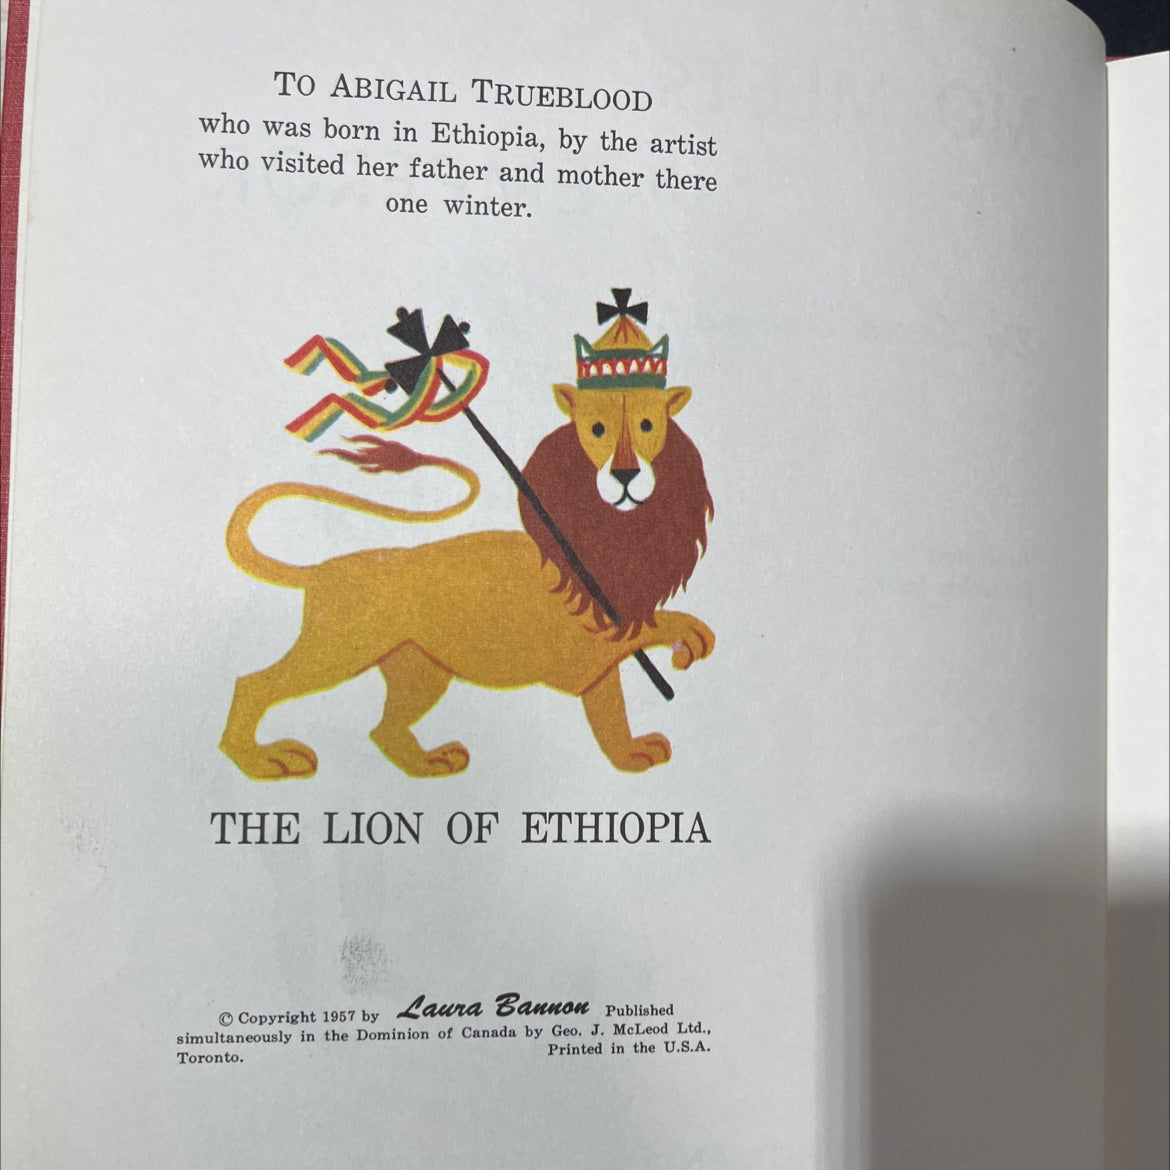 TO ABIGAIL TRUEBLOOD
who was born in Ethiopia, by the artist
who visited her father and mother there
one winter.
THE LION OF ETHIOPIA
© Copyright 1957 by Laura Bannon Published
simultaneously in the Dominion of Canada by Geo. J. McLeod Ltd.,
Toronto. Printed in the U.S.A.